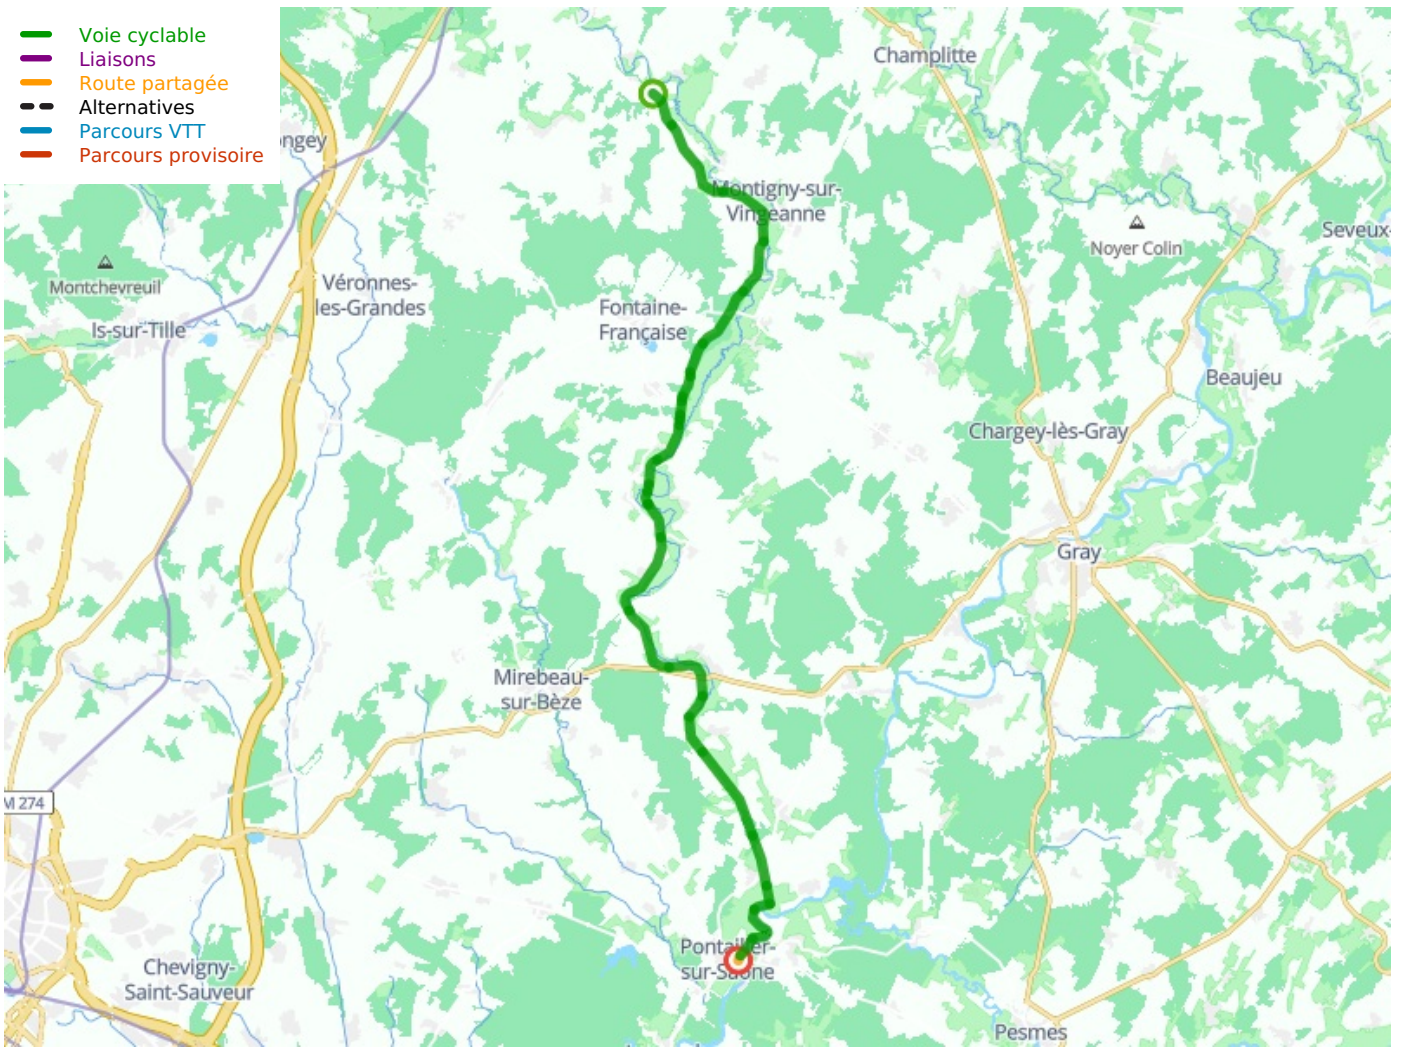 Voie cyclable
Liaisons
Route partagée
Alternatives
Parcours VTT
Parcours provisoire
Champlitte
ongey
Montigny-sur-
Vingeanne
Seveux-
Noyer Colin
Montchevreuil
Véronnes-
les-Grandes
Is-sur-Tille
Fontaine-
Française
Beaujeu
Chargey-lès-Gray
Gray
Mirebeau-
sur-Bèze
M 274
Pontailler-
sur-Saône
Chevigny-
Saint-Sauveur
Pesmes